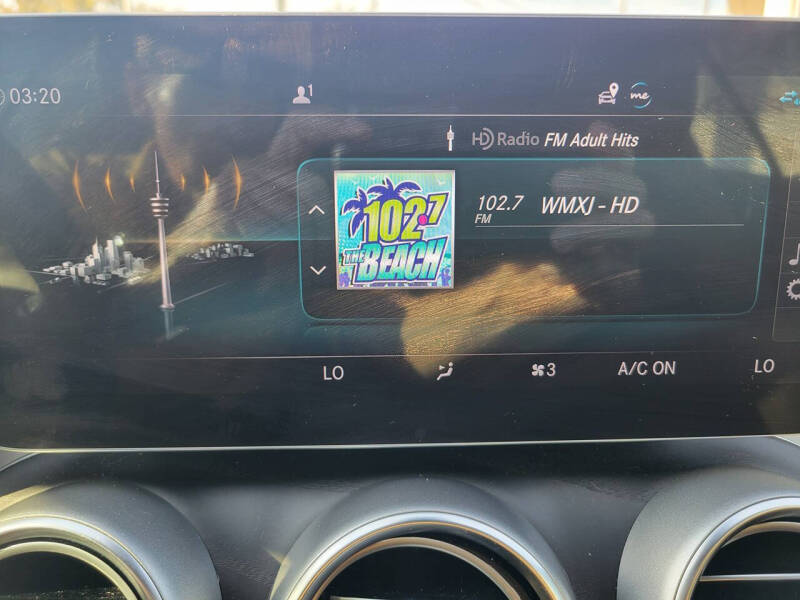 03:20
1
me
HD Radio FM Adult Hits
102.7 THE BEACH
102.7
FM
WMXJ - HD
LO
3
A/C ON
LO